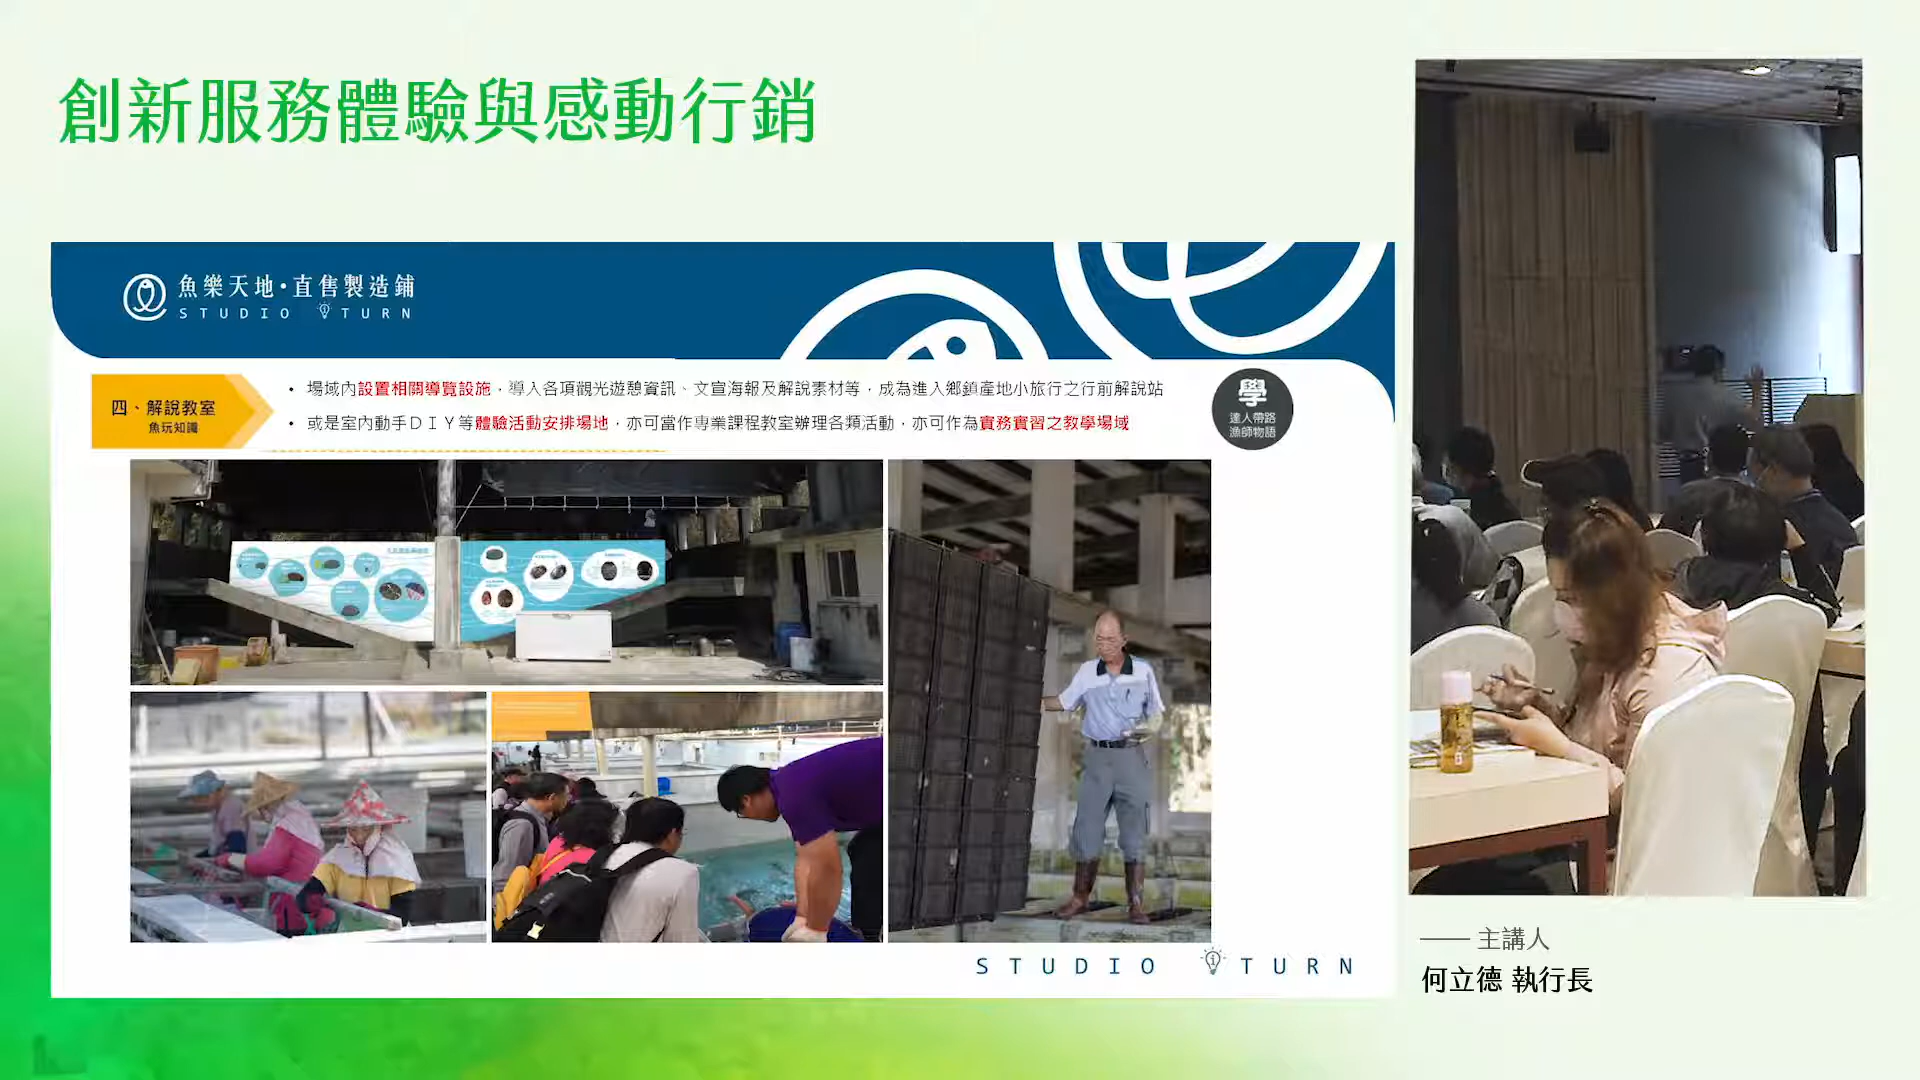 創新服務體驗與感動行銷
魚樂天地•直售製造鋪
STUDIO iTURN
四、解說教室
魚玩知識
• 場域內設置相關導覽設施，導入各項觀光遊憩資訊、文宣海報及解說素材等，成為進入鄉鎮產地小旅行之行前解說站
• 或是室內動手ＤＩＹ等體驗活動安排場地，亦可當作專業課程教室辦理各類活動，亦可作為實務實習之教學場域
學
達人帶路
漁師物語
STUDIO iTURN
—— 主講人
何立德 執行長